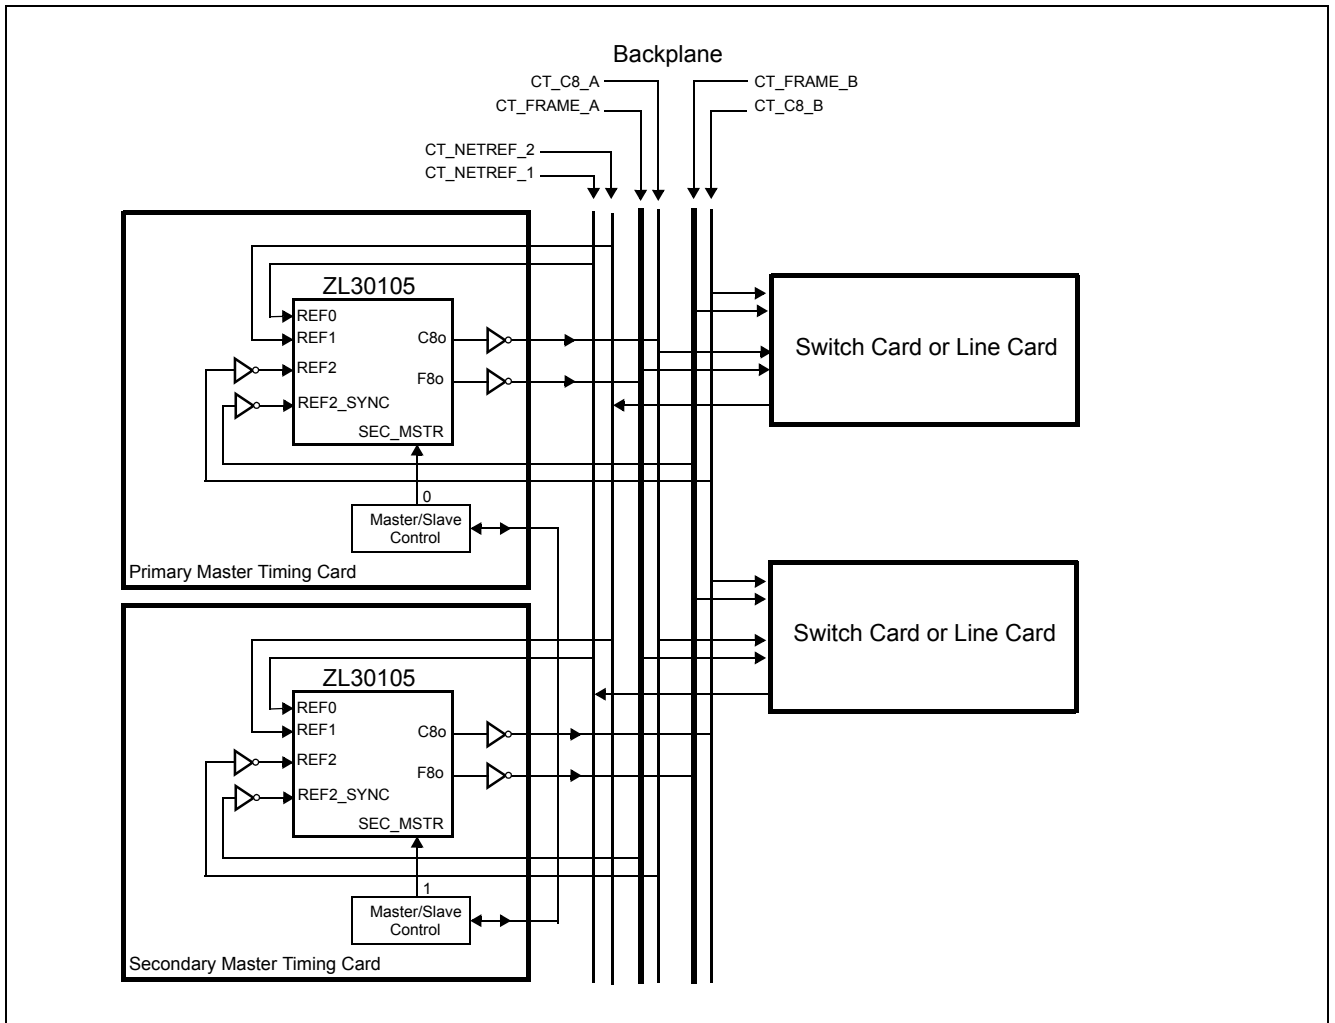 Backplane
CT_C8_A
CT_FRAME_B
CT_FRAME_A
CT_C8_B
CT_NETREF_2
CT_NETREF_1
ZL30105
REF0
REF1
C8o
REF2
F8o
REF2_SYNC
SEC_MSTR
0
Master/Slave
Control
Primary Master Timing Card
Switch Card or Line Card
ZL30105
REF0
REF1
C8o
REF2
F8o
REF2_SYNC
SEC_MSTR
1
Master/Slave
Control
Secondary Master Timing Card
Switch Card or Line Card